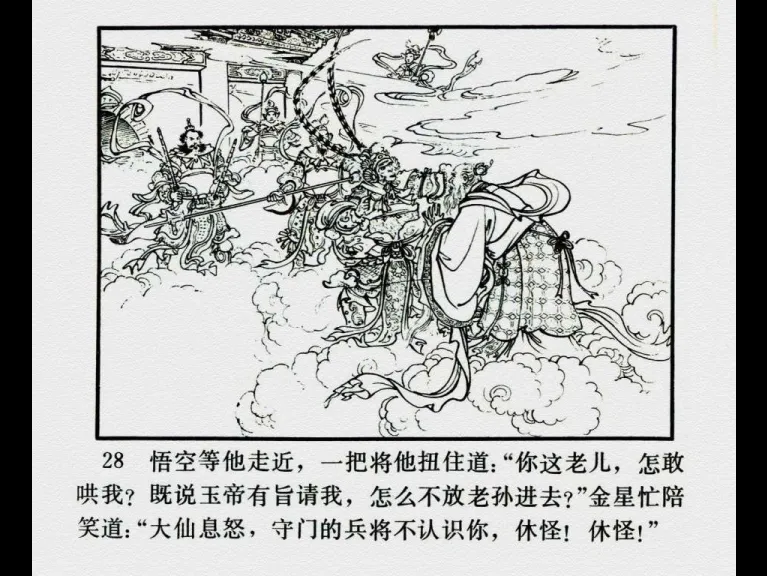 28 悟空等他走近，一把将他扭住道：“你这老儿，怎敢
哄我？既说玉帝有旨请我，怎么不放老孙进去？”金星忙陪
笑道：“大仙息怒，守门的兵将不认识你，休怪！休怪！”